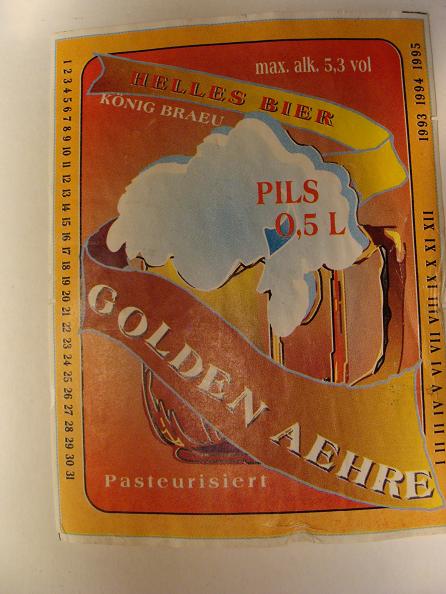 max. alk. 5,3 vol
HELLES BIER
KÖNIG BRAEU
PILS
0,5 L
GOLDEN AEHRE
Pasteurisiert
1 2 3 4 5 6 7 8 9 10 11 12 13 14 15 16 17 18 19 20 21 22 23 24 25 26 27 28 29 30 31
I II III IV V VI VII VIII IX X XI XII
1993 1994 1995